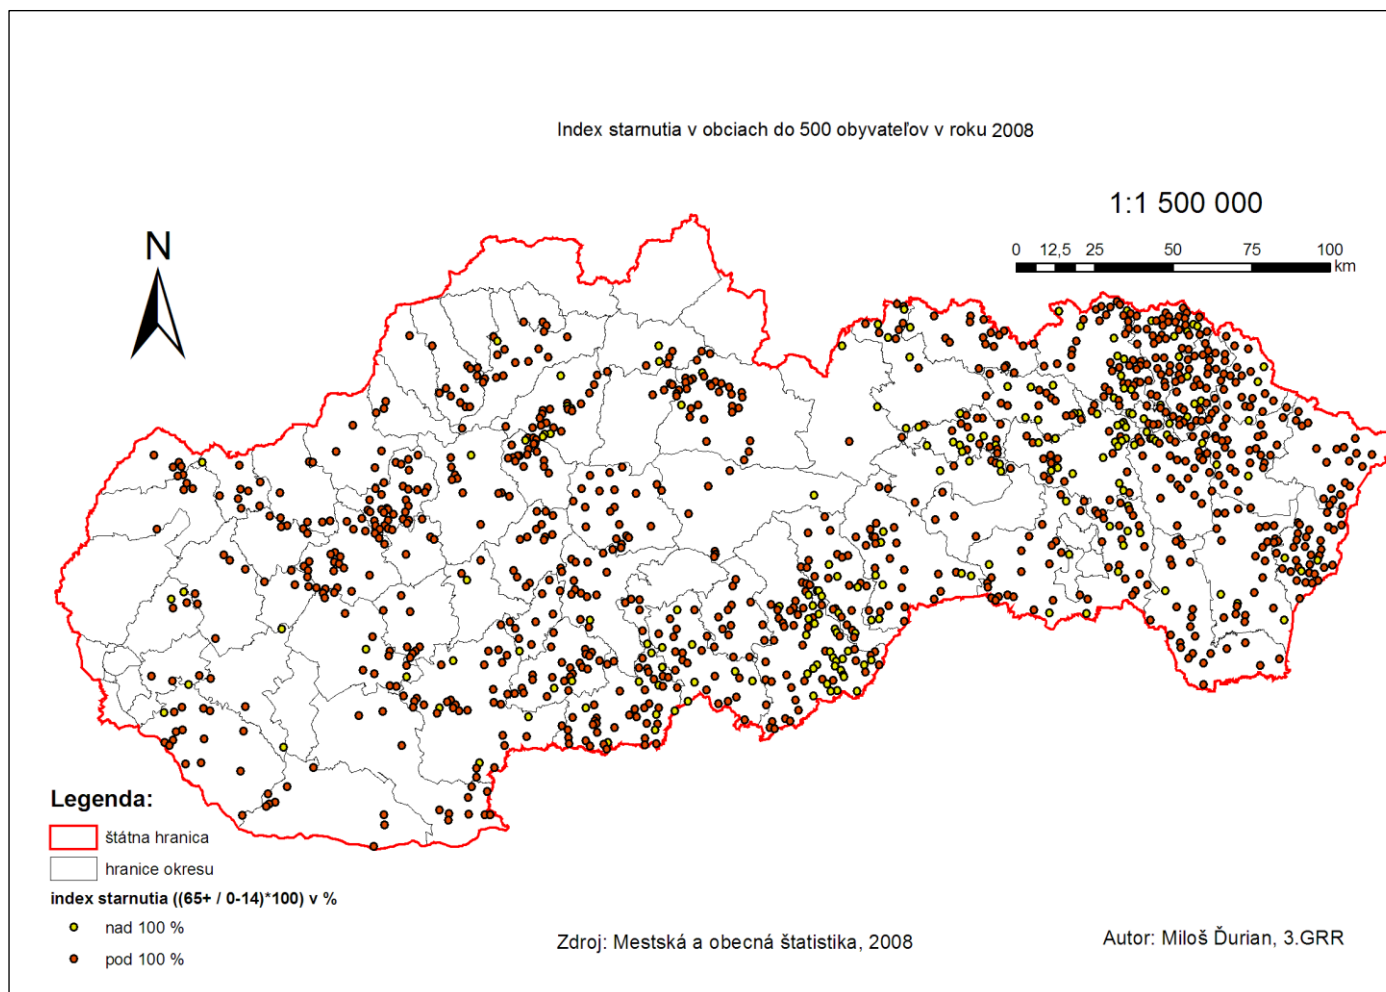 Index starnutia v obciach do 500 obyvateľov v roku 2008
1:1 500 000
N
0 12,5 25 50 75 100
km
Legenda:
štátna hranica
hranice okresu
index starnutia ((65+ / 0-14)*100) v %
nad 100 %
pod 100 %
Zdroj: Mestská a obecná štatistika, 2008
Autor: Miloš Ďurian, 3.GRR